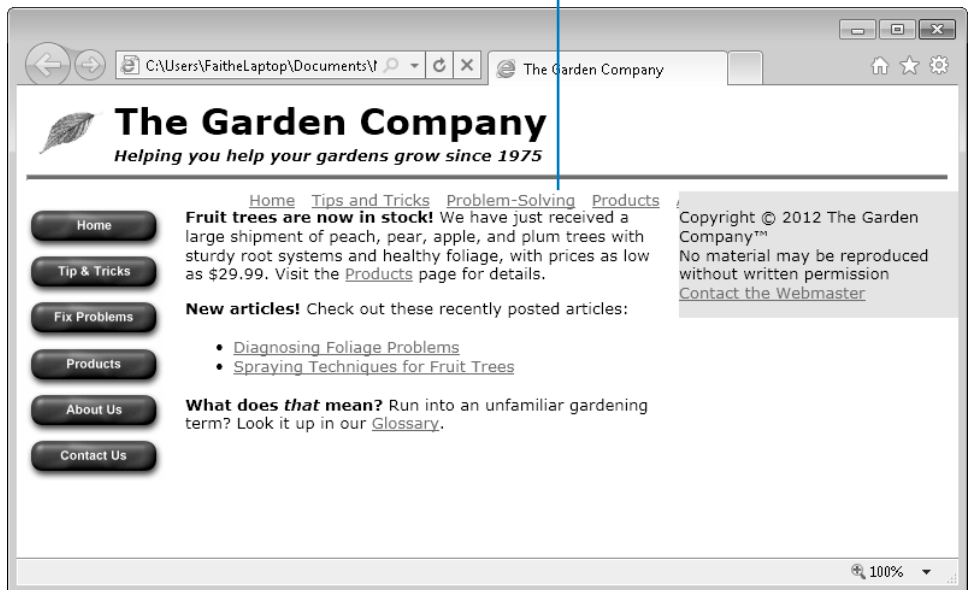 C:\Users\FaitheLaptop\Documents\
The Garden Company
The Garden Company
Helping you help your gardens grow since 1975
Home Tips and Tricks Problem-Solving Products
Home
Tip & Tricks
Fix Problems
Products
About Us
Contact Us
Fruit trees are now in stock! We have just received a
large shipment of peach, pear, apple, and plum trees with
sturdy root systems and healthy foliage, with prices as low
as $29.99. Visit the Products page for details.
New articles! Check out these recently posted articles:
• Diagnosing Foliage Problems
• Spraying Techniques for Fruit Trees
What does that mean? Run into an unfamiliar gardening
term? Look it up in our Glossary.
Copyright © 2012 The Garden
Company™
No material may be reproduced
without written permission
Contact the Webmaster
100%